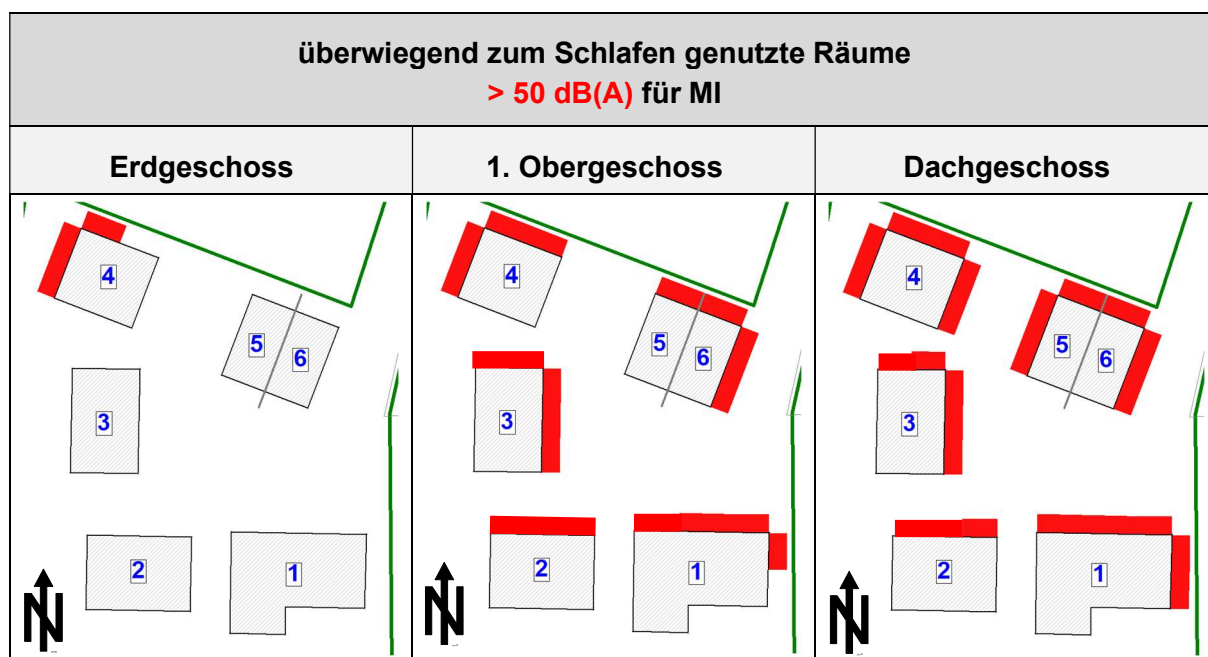 überwiegend zum Schlafen genutzte Räume
> 50 dB(A) für MI
Erdgeschoss
1. Obergeschoss
Dachgeschoss
4
5
6
3
2
1
N
4
5
6
3
2
1
N
4
5
6
3
2
1
N